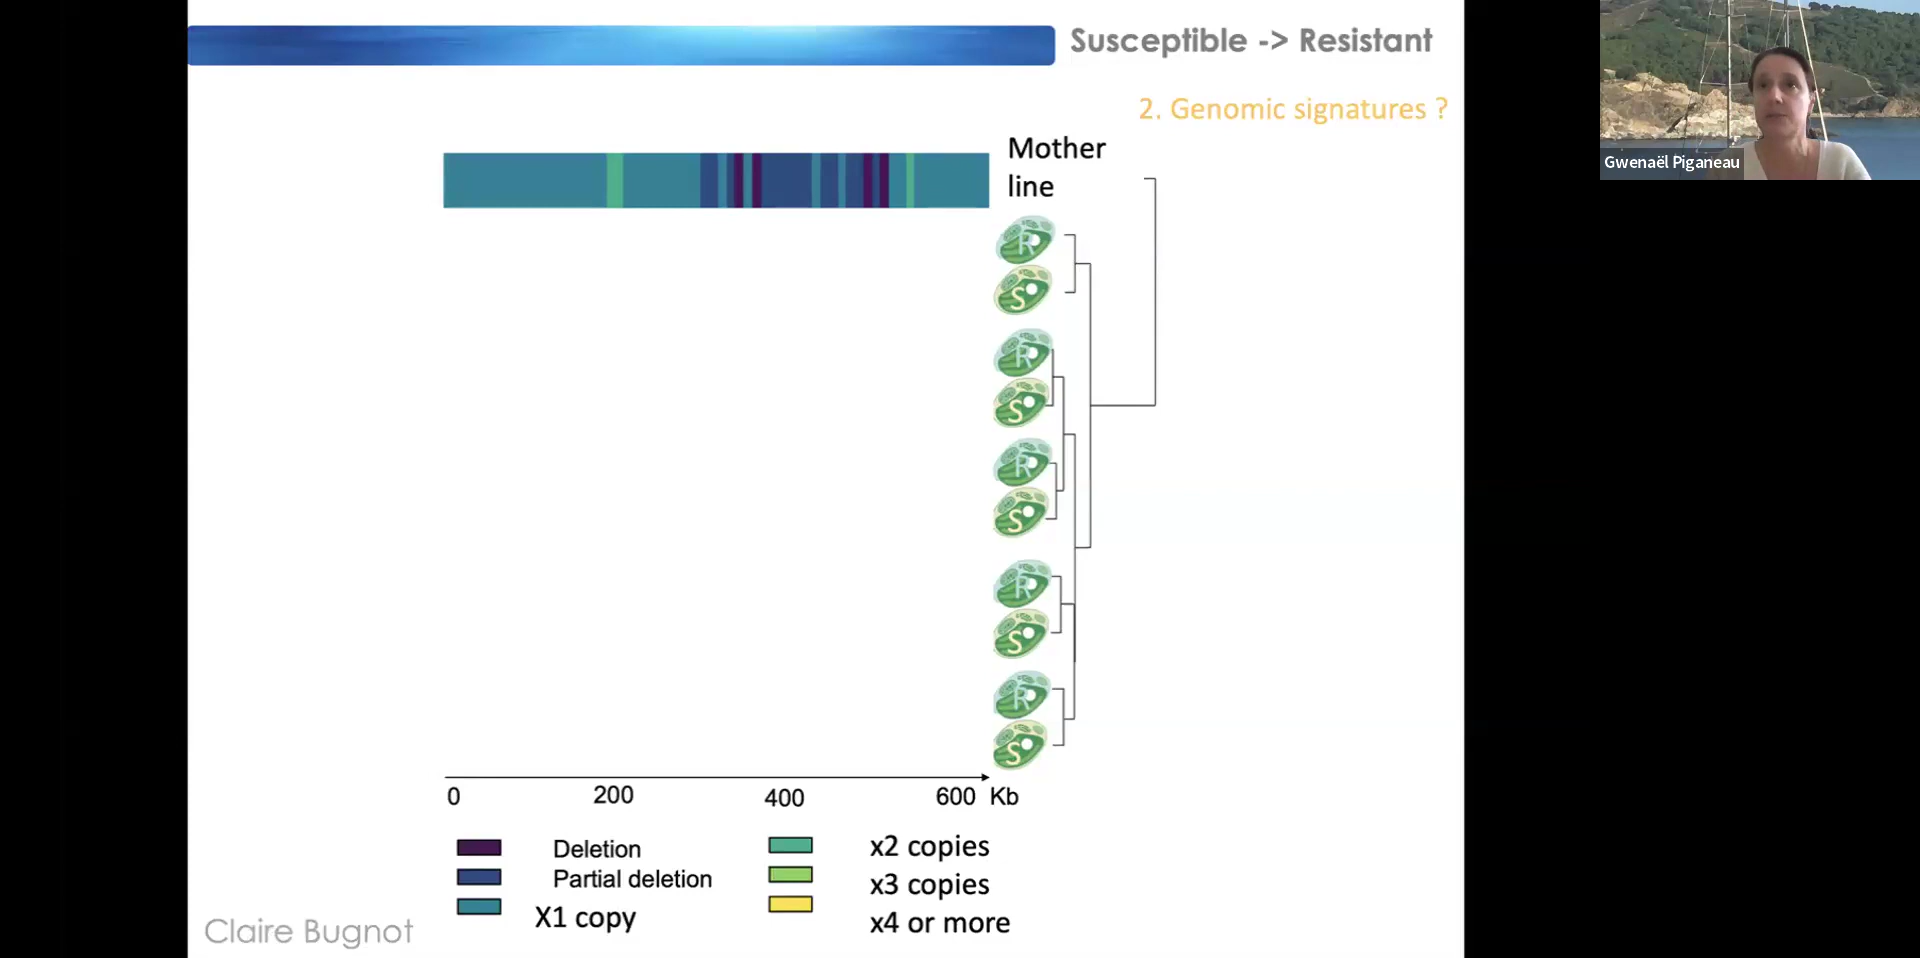 Susceptible -> Resistant
2. Genomic signatures ?
Mother
line
R
S
R
S
R
S
R
S
R
S
0 200 400 600 Kb
Deletion
Partial deletion
X1 copy
x2 copies
x3 copies
x4 or more
Claire Bugnot
Gwenaël Piganeau